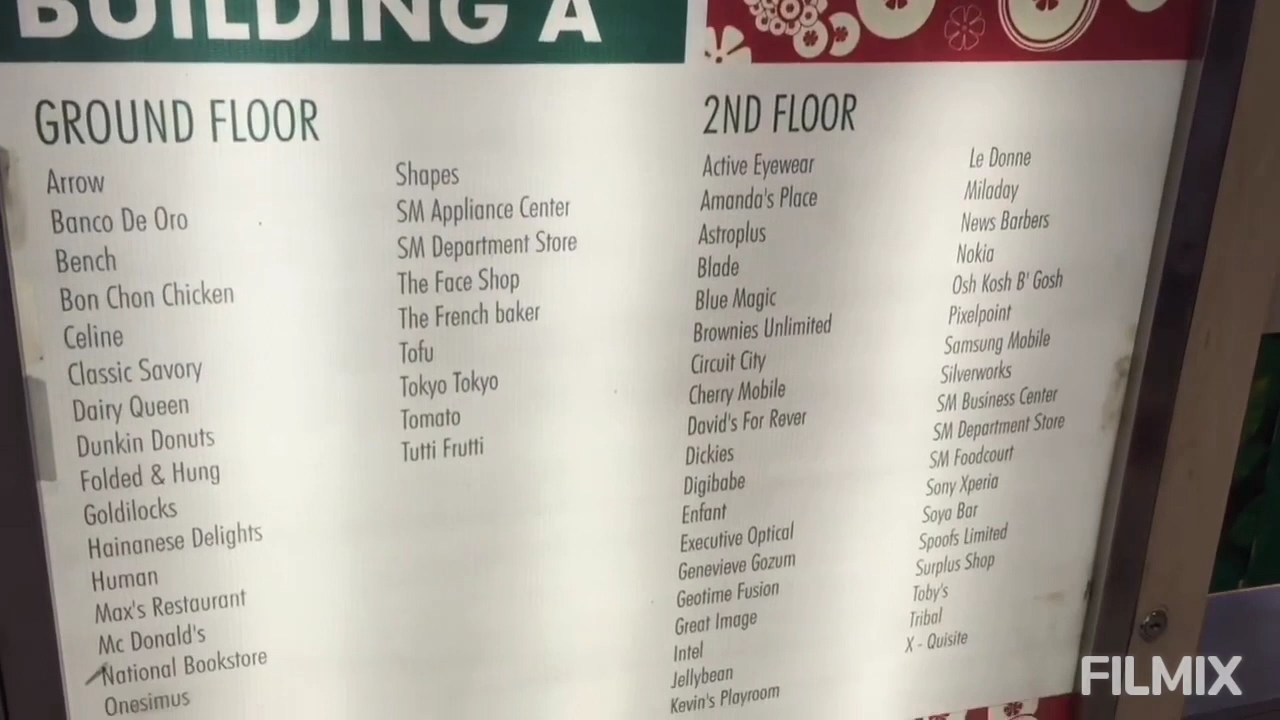 BUILDING A
GROUND FLOOR
Arrow
Banco De Oro
Bench
Bon Chon Chicken
Celine
Classic Savory
Dairy Queen
Dunkin Donuts
Folded & Hung
Goldilocks
Hainanese Delights
Human
Max's Restaurant
Mc Donald's
National Bookstore
Onesimus
Shapes
SM Appliance Center
SM Department Store
The Face Shop
The French baker
Tofu
Tokyo Tokyo
Tomato
Tutti Frutti
2ND FLOOR
Active Eyewear
Amanda's Place
Astroplus
Blade
Blue Magic
Brownies Unlimited
Circuit City
Cherry Mobile
David's For Rever
Dickies
Digibabe
Enfant
Executive Optical
Genevieve Gozum
Geotime Fusion
Great Image
Intel
Jellybean
Kevin's Playroom
Le Donne
Miladay
News Barbers
Nokia
Osh Kosh B' Gosh
Pixelpoint
Samsung Mobile
Silverworks
SM Business Center
SM Department Store
SM Foodcourt
Sony Xperia
Soya Bar
Spoofs Limited
Surplus Shop
Toby's
Tribal
X - Quisite
FILMIX